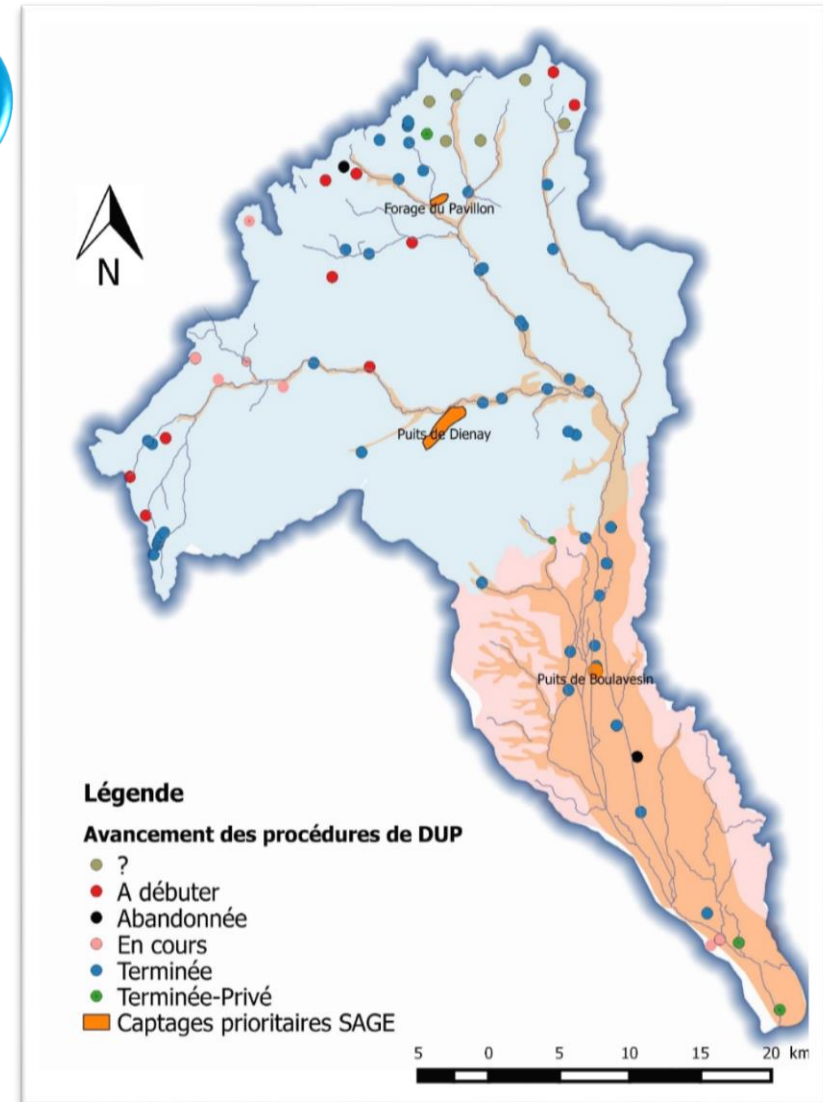 N
Forage du Pavillon
Puits de Dienay
Puits de Boulavesin
Légende
Avancement des procédures de DUP
?
A débuter
Abandonnée
En cours
Terminée
Terminée-Privé
Captages prioritaires SAGE
5 0 5 10 15 20 km